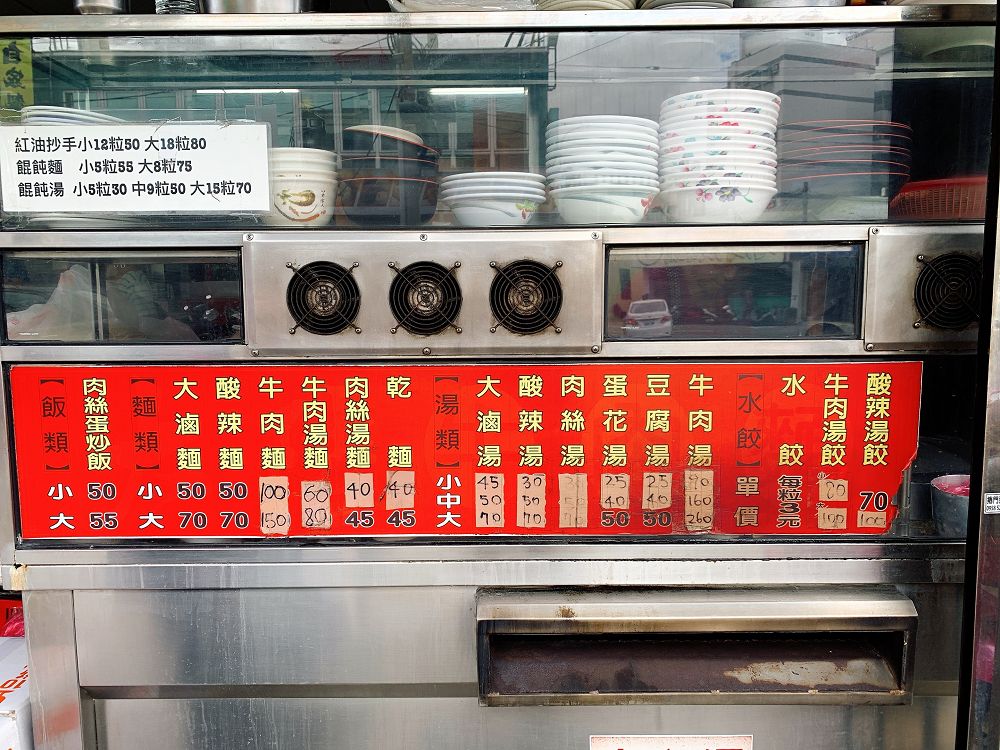 紅油抄手小12粒50 大18粒80
餛飩麵 小5粒55 大8粒75
餛飩湯 小5粒30 中9粒50 大15粒70
【飯類】 小 大
肉絲蛋炒飯 50 55
【麵類】 小 大
大滷麵 50 70
酸辣麵 50 70
牛肉麵 100 150
牛肉湯麵 60 80
肉絲湯麵 40 45
乾麵 40 45
【湯類】 小 中 大
大滷湯 45 50 70
酸辣湯 30 50 70
肉絲湯
蛋花湯 25 40 50
豆腐湯 25 40 50
牛肉湯 90 160 260
【水餃】 單價
水餃 每粒3元
牛肉湯餃 小 大
酸辣湯餃 70 100